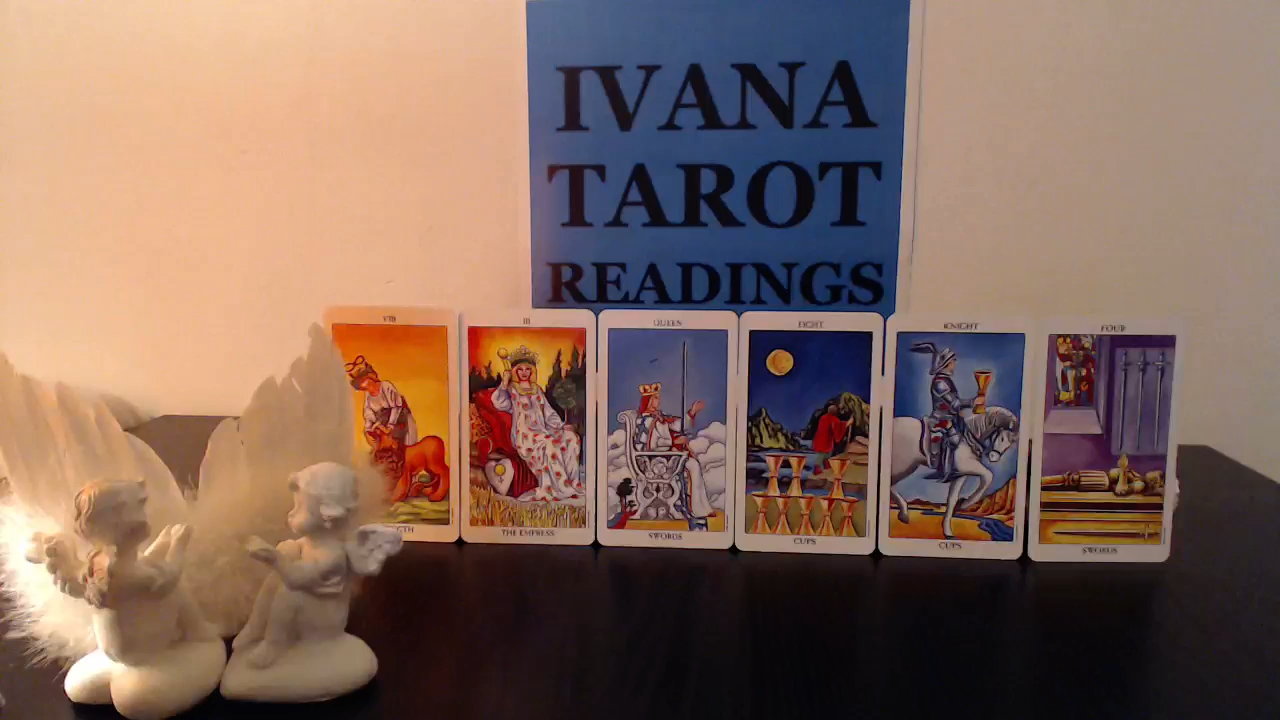 IVANA
TAROT
READINGS
VIII
III
QUEEN
EIGHT
KNIGHT
FOUR
THE EMPRESS
SWORDS
CUPS
CUPS
SWORDS